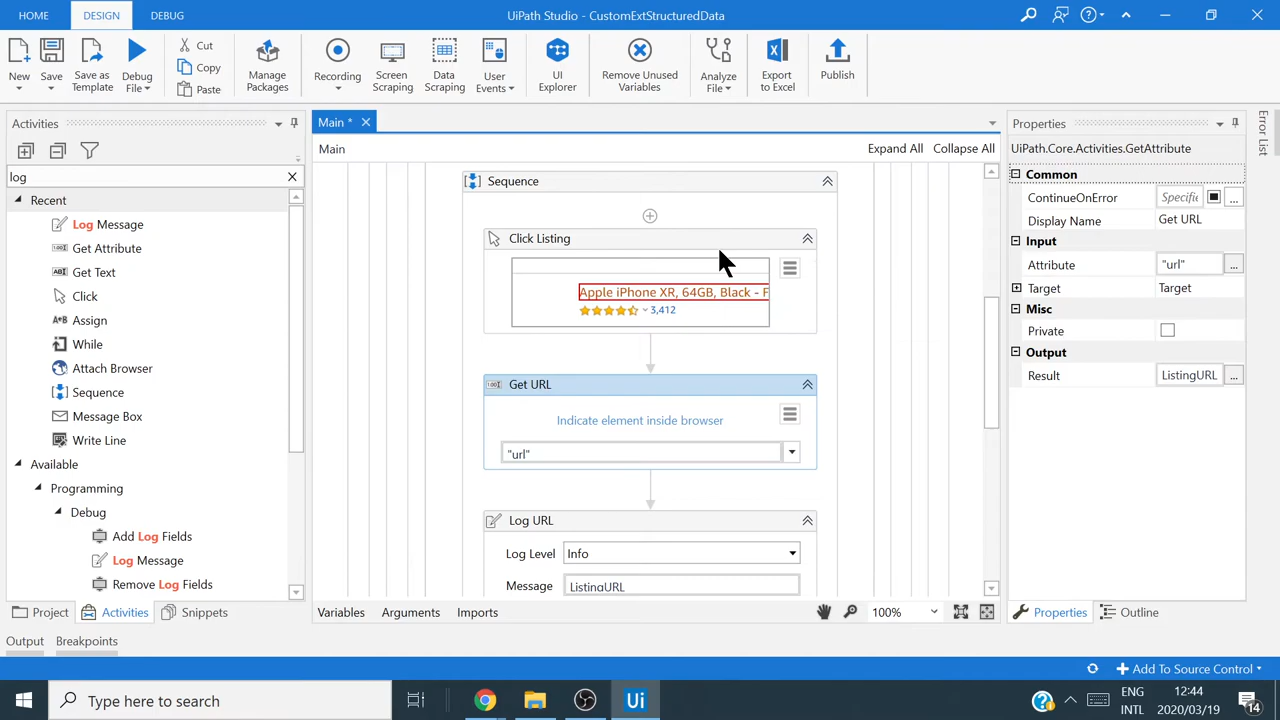 HOME
DESIGN
DEBUG
UiPath Studio - CustomExtStructuredData
New
Save
Save as Template
Debug File
Cut
Copy
Paste
Manage Packages
Recording
Screen Scraping
Data Scraping
User Events
UI Explorer
Remove Unused Variables
Analyze File
Export to Excel
Publish
Activities
log
Recent
Log Message
Get Attribute
Get Text
Click
Assign
While
Attach Browser
Sequence
Message Box
Write Line
Available
Programming
Debug
Add Log Fields
Log Message
Remove Log Fields
Project
Activities
Snippets
Output
Breakpoints
Main *
Main
Expand All
Collapse All
Sequence
Click Listing
Apple iPhone XR, 64GB, Black - F
3,412
Get URL
Indicate element inside browser
"url"
Log URL
Log Level
Info
Message
ListingURL
Variables
Arguments
Imports
100%
Properties
UiPath.Core.Activities.GetAttribute
Common
ContinueOnError
Specifie
...
Display Name
Get URL
Input
Attribute
"url"
...
Target
Target
Misc
Private
Output
Result
ListingURL
...
Properties
Outline
Error List
Add To Source Control
Type here to search
Ui
ENG
INTL
12:44
2020/03/19
14